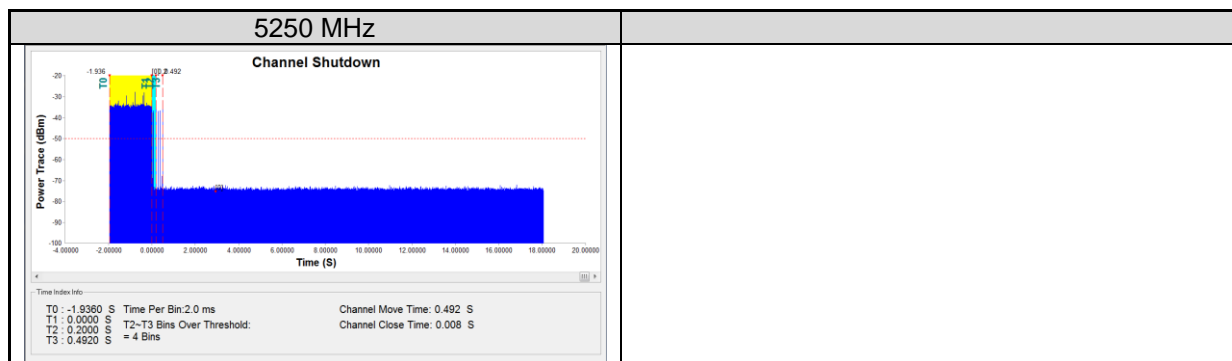 5250 MHz
Channel Shutdown
-1.936
0.492
T0
T3
Power Trace (dBm)
-20
-30
-40
-50
-60
-70
-80
-90
-100
-4.00000 -2.00000 0.00000 2.00000 4.00000 6.00000 8.00000 10.00000 12.00000 14.00000 16.00000 18.00000 20.00000
Time (S)
Time Index Info
T0 : -1.9360 S Time Per Bin:2.0 ms Channel Move Time: 0.492 S
T1 : 0.0000 S
T2 : 0.2000 S T2~T3 Bins Over Threshold: Channel Close Time: 0.008 S
T3 : 0.4920 S = 4 Bins